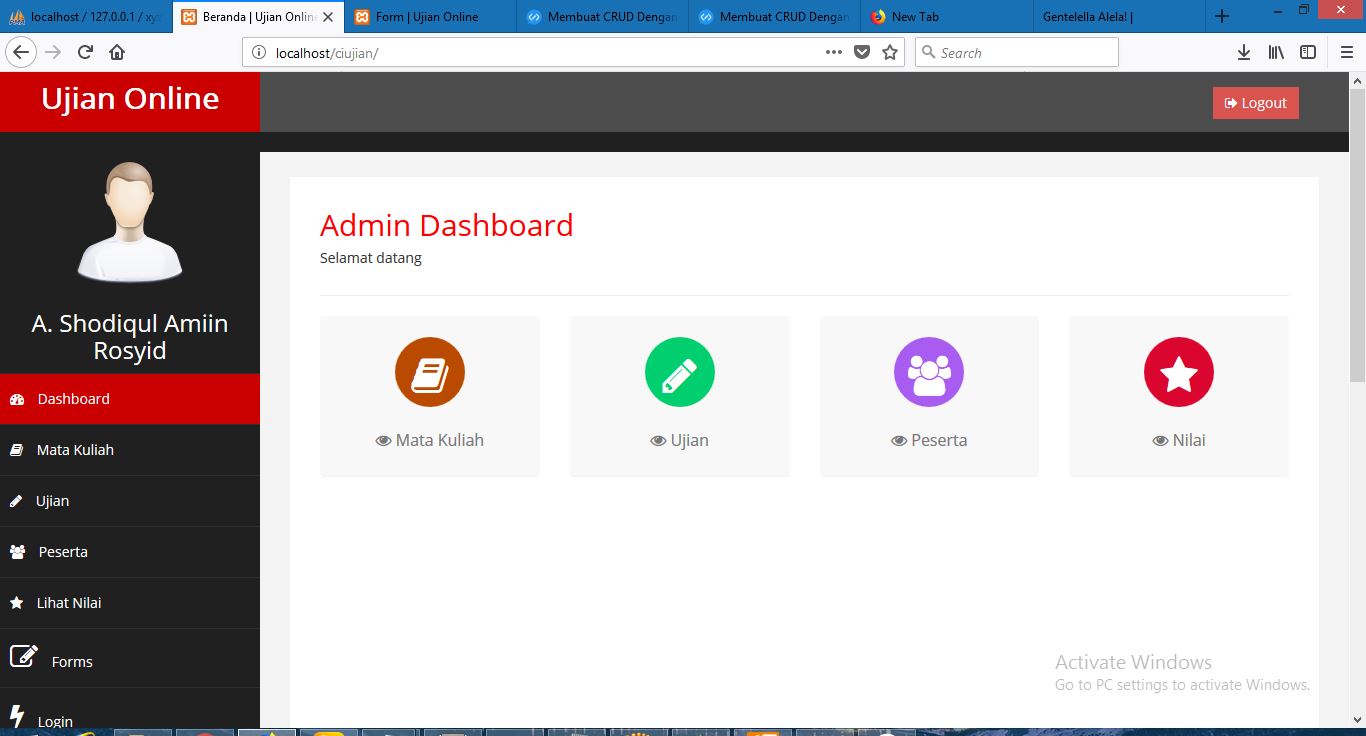 localhost / 127.0.0.1 / xyz
Beranda | Ujian Online
Form | Ujian Online
Membuat CRUD Dengan
Membuat CRUD Dengan
New Tab
Gentelella Alela! |
localhost/ciujian/
Search
Ujian Online
Logout
A. Shodiqul Amiin
Rosyid
Dashboard
Mata Kuliah
Ujian
Peserta
Lihat Nilai
Forms
Login
Admin Dashboard
Selamat datang
Mata Kuliah
Ujian
Peserta
Nilai
Activate Windows
Go to PC settings to activate Windows.